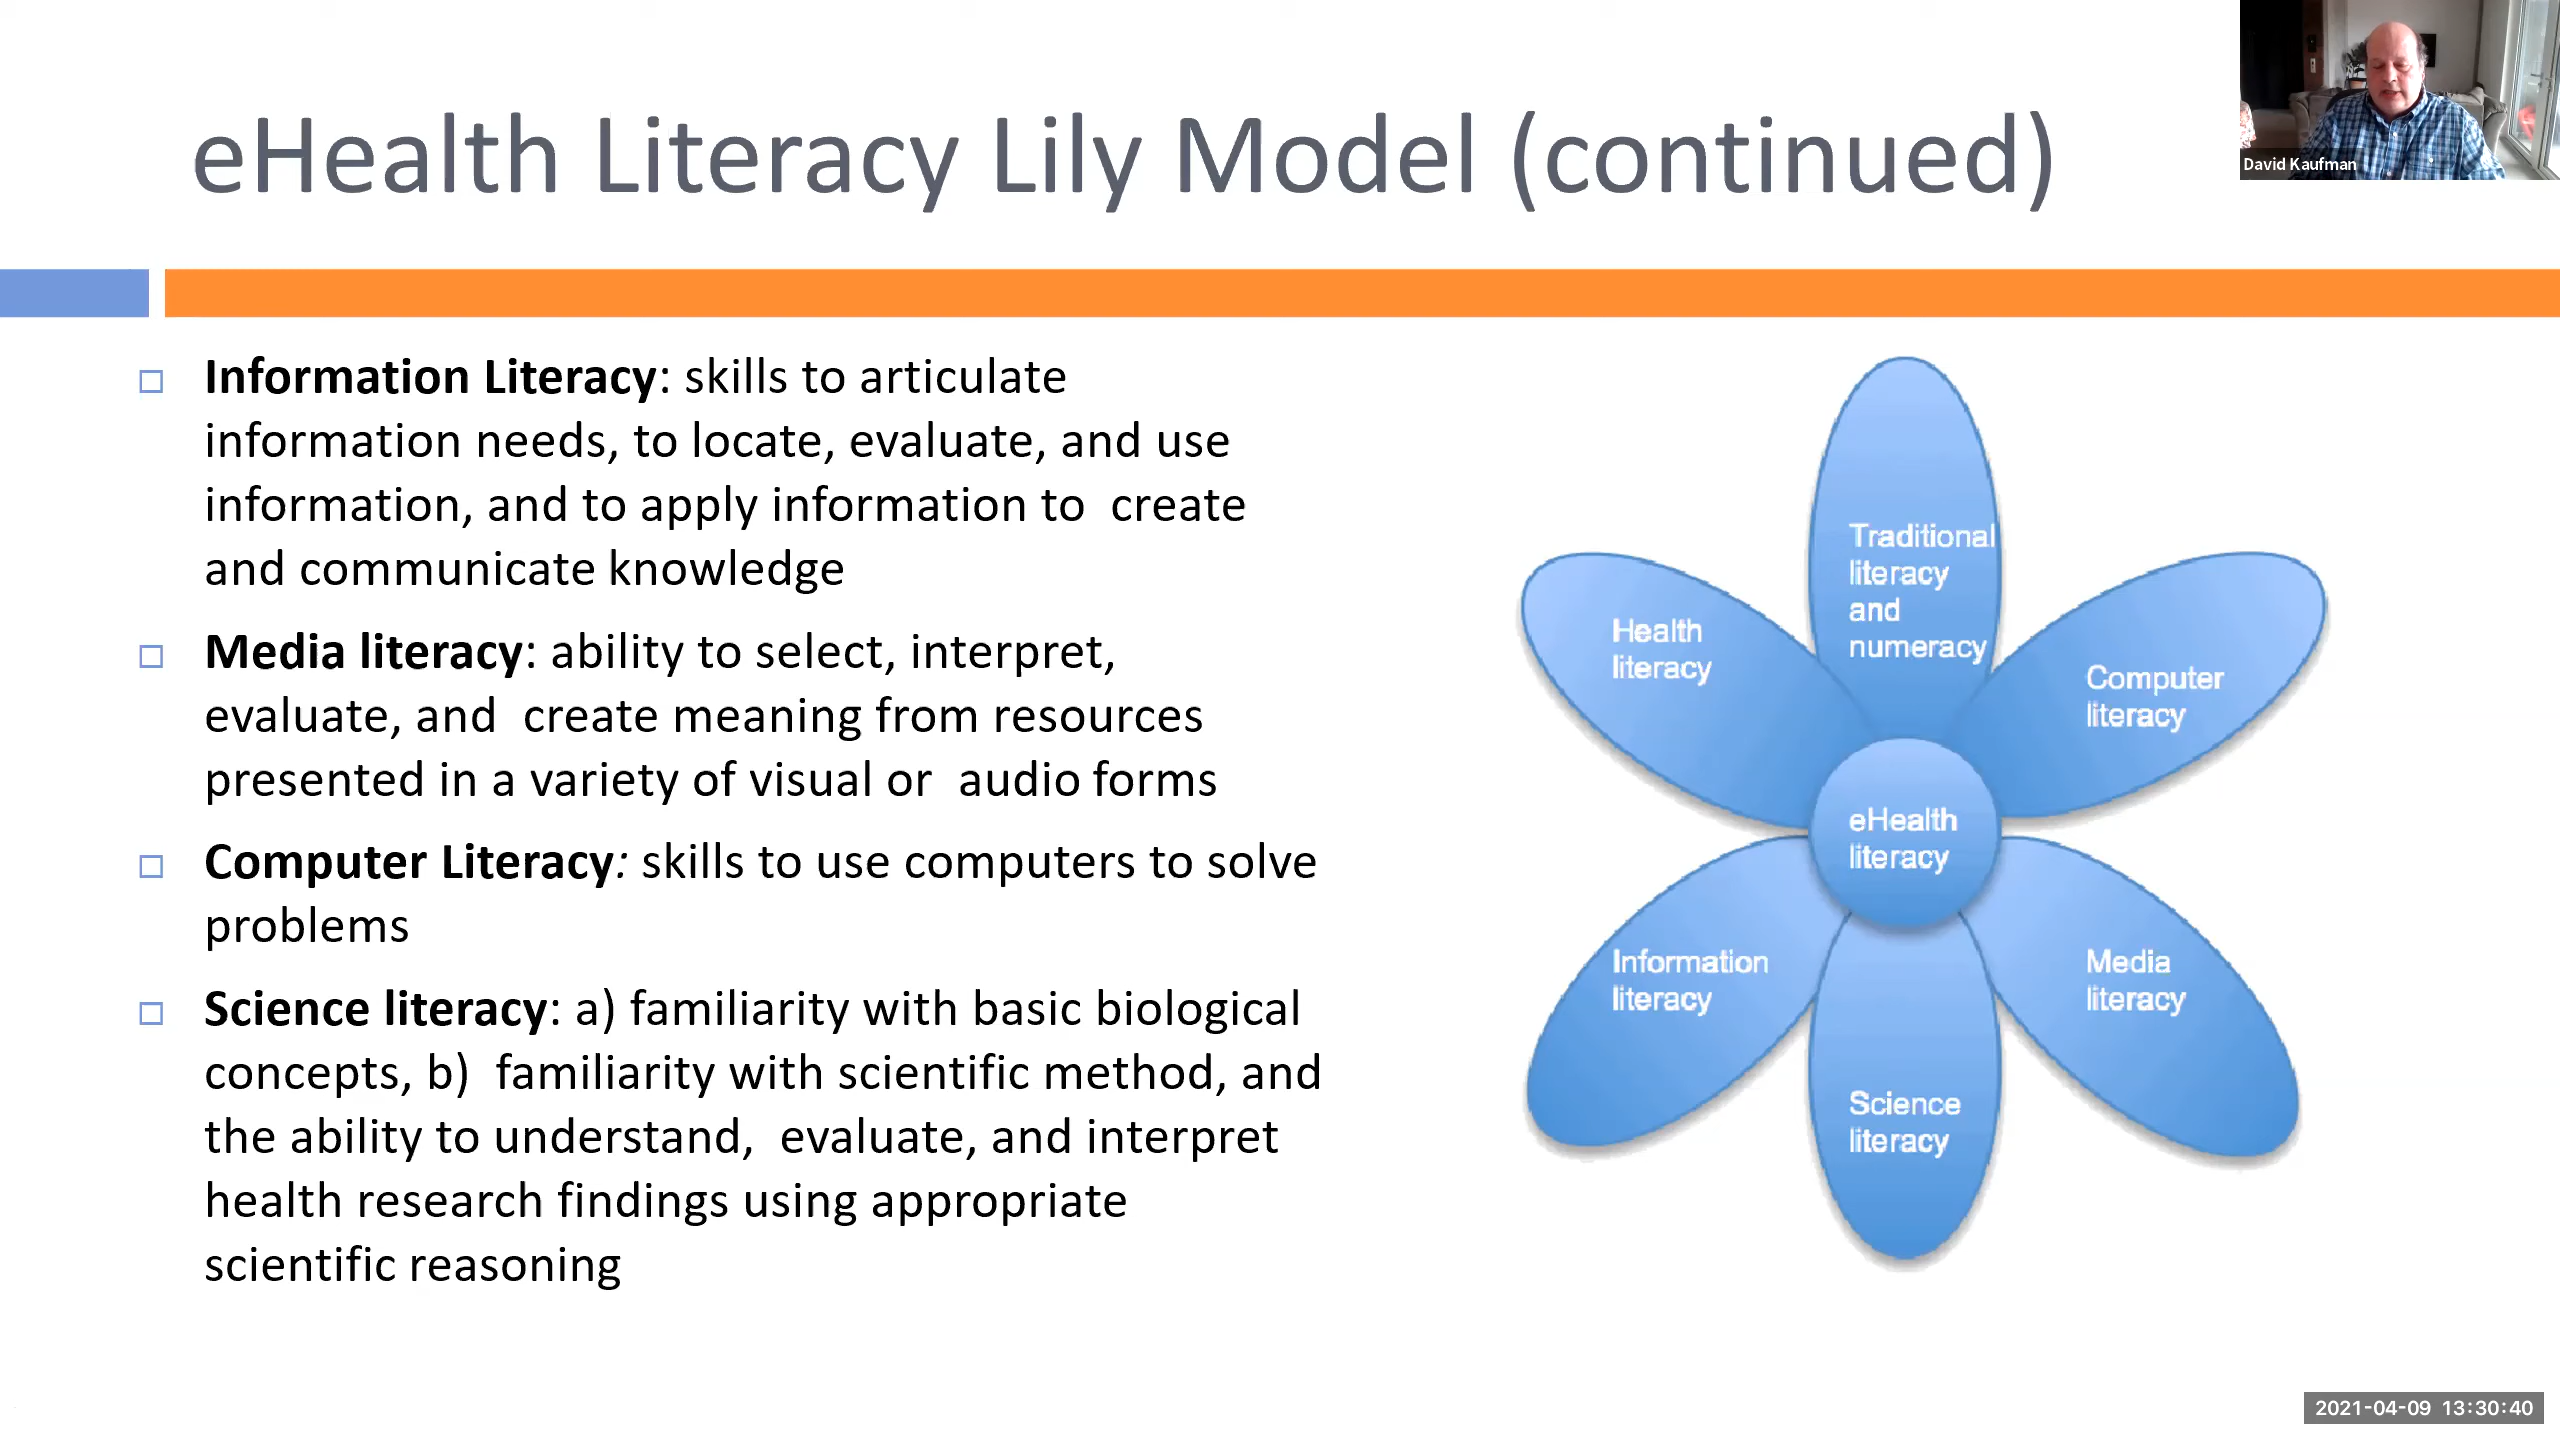 eHealth Literacy Lily Model (continued)
David Kaufman
Information Literacy: skills to articulate
information needs, to locate, evaluate, and use
information, and to apply information to  create
and communicate knowledge
Media literacy: ability to select, interpret,
evaluate, and  create meaning from resources
presented in a variety of visual or  audio forms
Computer Literacy: skills to use computers to solve
problems
Science literacy: a) familiarity with basic biological
concepts, b)  familiarity with scientific method, and
the ability to understand,  evaluate, and interpret
health research findings using appropriate
scientific reasoning
Traditional
literacy
and
numeracy
Health
literacy
Computer
literacy
eHealth
literacy
Information
literacy
Media
literacy
Science
literacy
2021-04-09 13:30:40